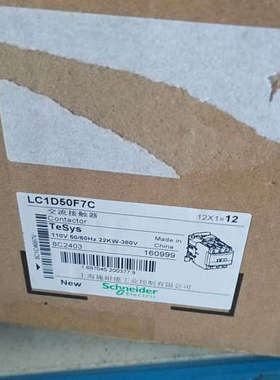 LC1D50F7C
交流接触器
Contactor
12X1=12
TeSys
110V 50/60Hz 22KW-380V
Made in
China
8C2403
160999
Schneider
Electric
New